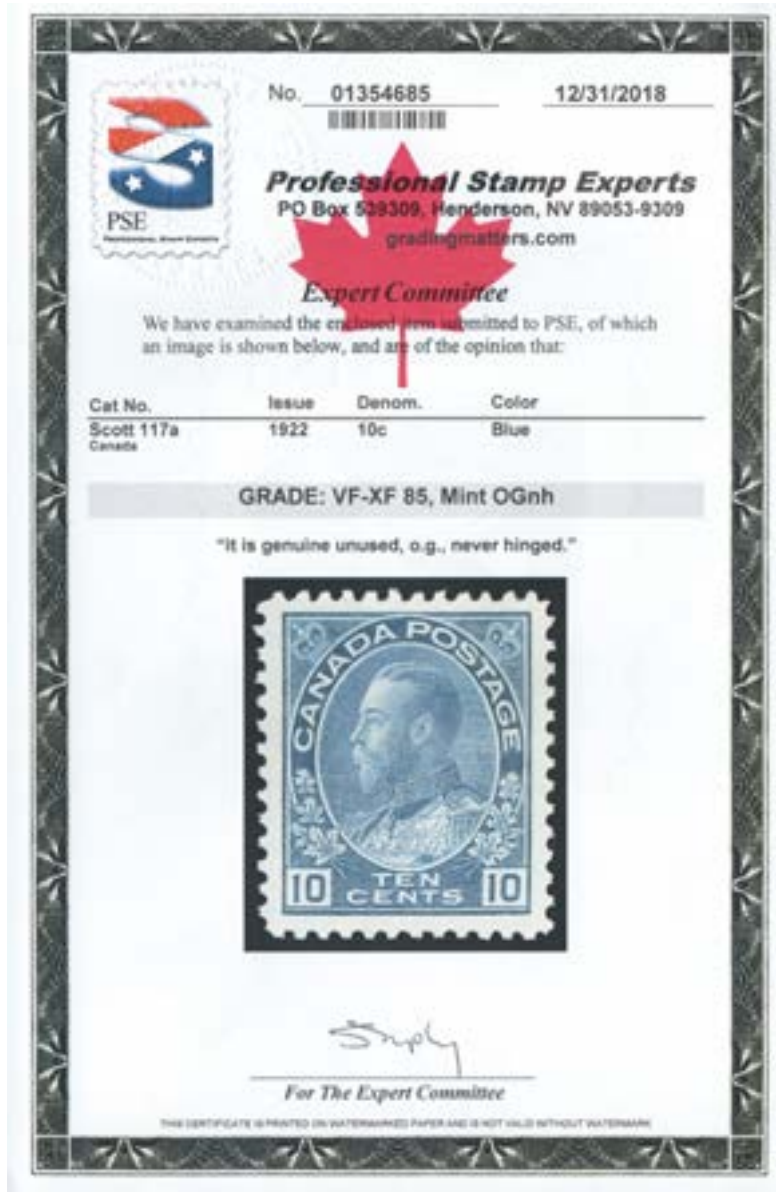 No. 01354685 12/31/2018
PSE
Professional Stamp Experts
Professional Stamp Experts
PO Box 539309, Henderson, NV 89053-9309
gradingmatters.com
Expert Committee
We have examined the enclosed item submitted to PSE, of which
an image is shown below, and are of the opinion that:
Cat No. Issue Denom. Color
Scott 117a 1922 10c Blue
Canada
GRADE: VF-XF 85, Mint OGnh
"it is genuine unused, o.g., never hinged."
CANADA POSTAGE
10 TEN CENTS 10
For The Expert Committee
THIS CERTIFICATE IS PRINTED ON WATERMARKED PAPER AND IS NOT VALID WITHOUT WATERMARK